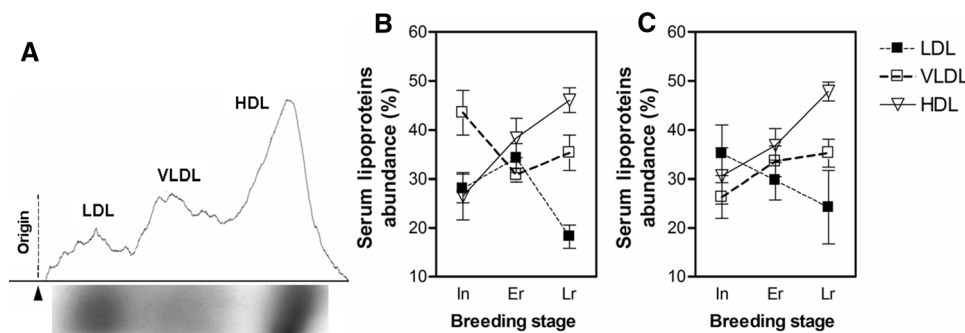 A
Origin
LDL
VLDL
HDL
B
Serum lipoproteins
abundance (%)
60
50
40
30
20
10
In
Er
Lr
Breeding stage
C
Serum lipoproteins
abundance (%)
60
50
40
30
20
10
In
Er
Lr
Breeding stage
LDL
VLDL
HDL